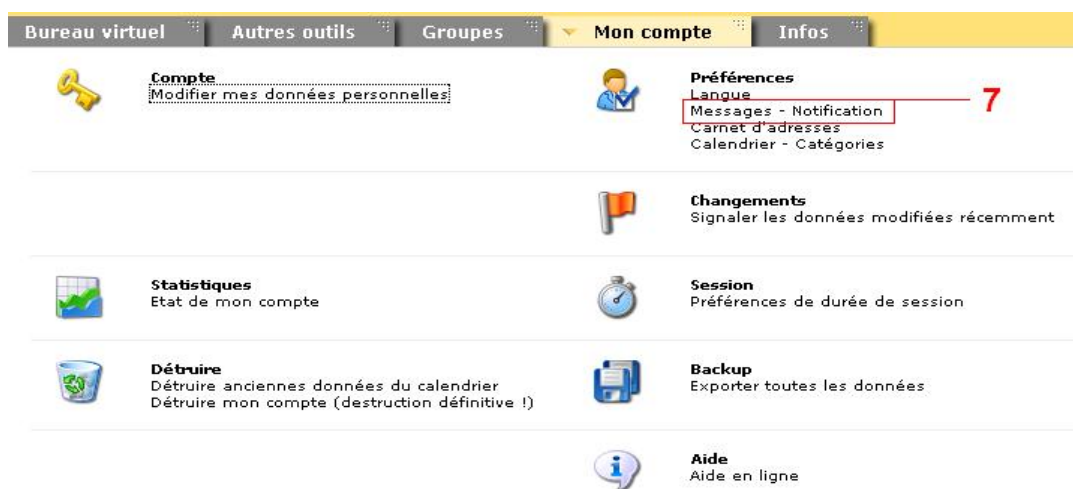 Bureau virtuel Autres outils Groupes Mon compte Infos
Compte
Modifier mes données personnelles
Préférences
Langue
Messages - Notification
7
Carnet d'adresses
Calendrier - Catégories
Changements
Signaler les données modifiées récemment
Statistiques
Etat de mon compte
Session
Préférences de durée de session
Détruire
Détruire anciennes données du calendrier
Détruire mon compte (destruction définitive !)
Backup
Exporter toutes les données
Aide
Aide en ligne